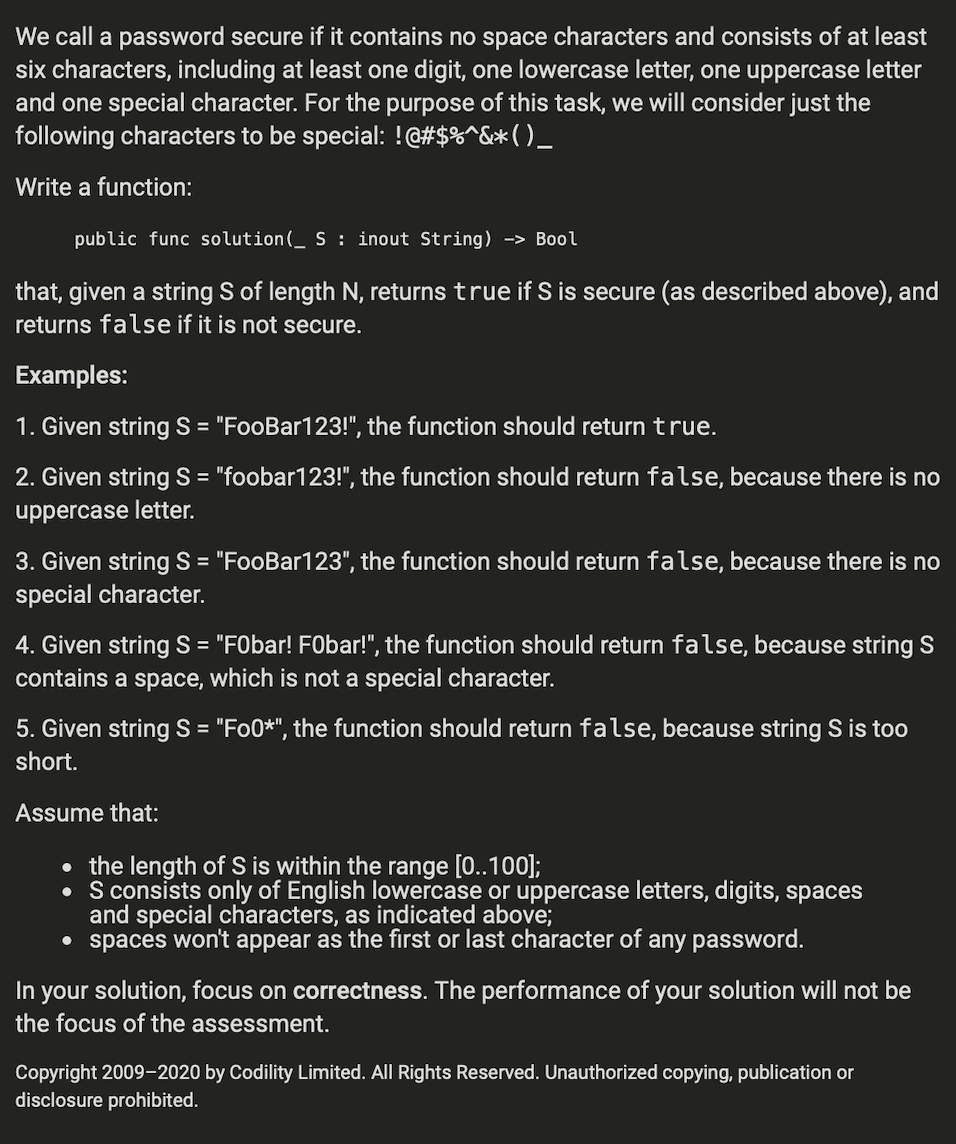 We call a password secure if it contains no space characters and consists of at least
six characters, including at least one digit, one lowercase letter, one uppercase letter
and one special character. For the purpose of this task, we will consider just the
following characters to be special: !@#$%^&*()_
Write a function:
public func solution(_ S : inout String) -> Bool
that, given a string S of length N, returns true if S is secure (as described above), and
returns false if it is not secure.
Examples:
1. Given string S = "FooBar123!", the function should return true.
2. Given string S = "foobar123!", the function should return false, because there is no
uppercase letter.
3. Given string S = "FooBar123", the function should return false, because there is no
special character.
4. Given string S = "F0bar! F0bar!", the function should return false, because string S
contains a space, which is not a special character.
5. Given string S = "Fo0*", the function should return false, because string S is too
short.
Assume that:
• the length of S is within the range [0..100];
• S consists only of English lowercase or uppercase letters, digits, spaces
and special characters, as indicated above;
• spaces won't appear as the first or last character of any password.
In your solution, focus on correctness. The performance of your solution will not be
the focus of the assessment.
Copyright 2009–2020 by Codility Limited. All Rights Reserved. Unauthorized copying, publication or
disclosure prohibited.